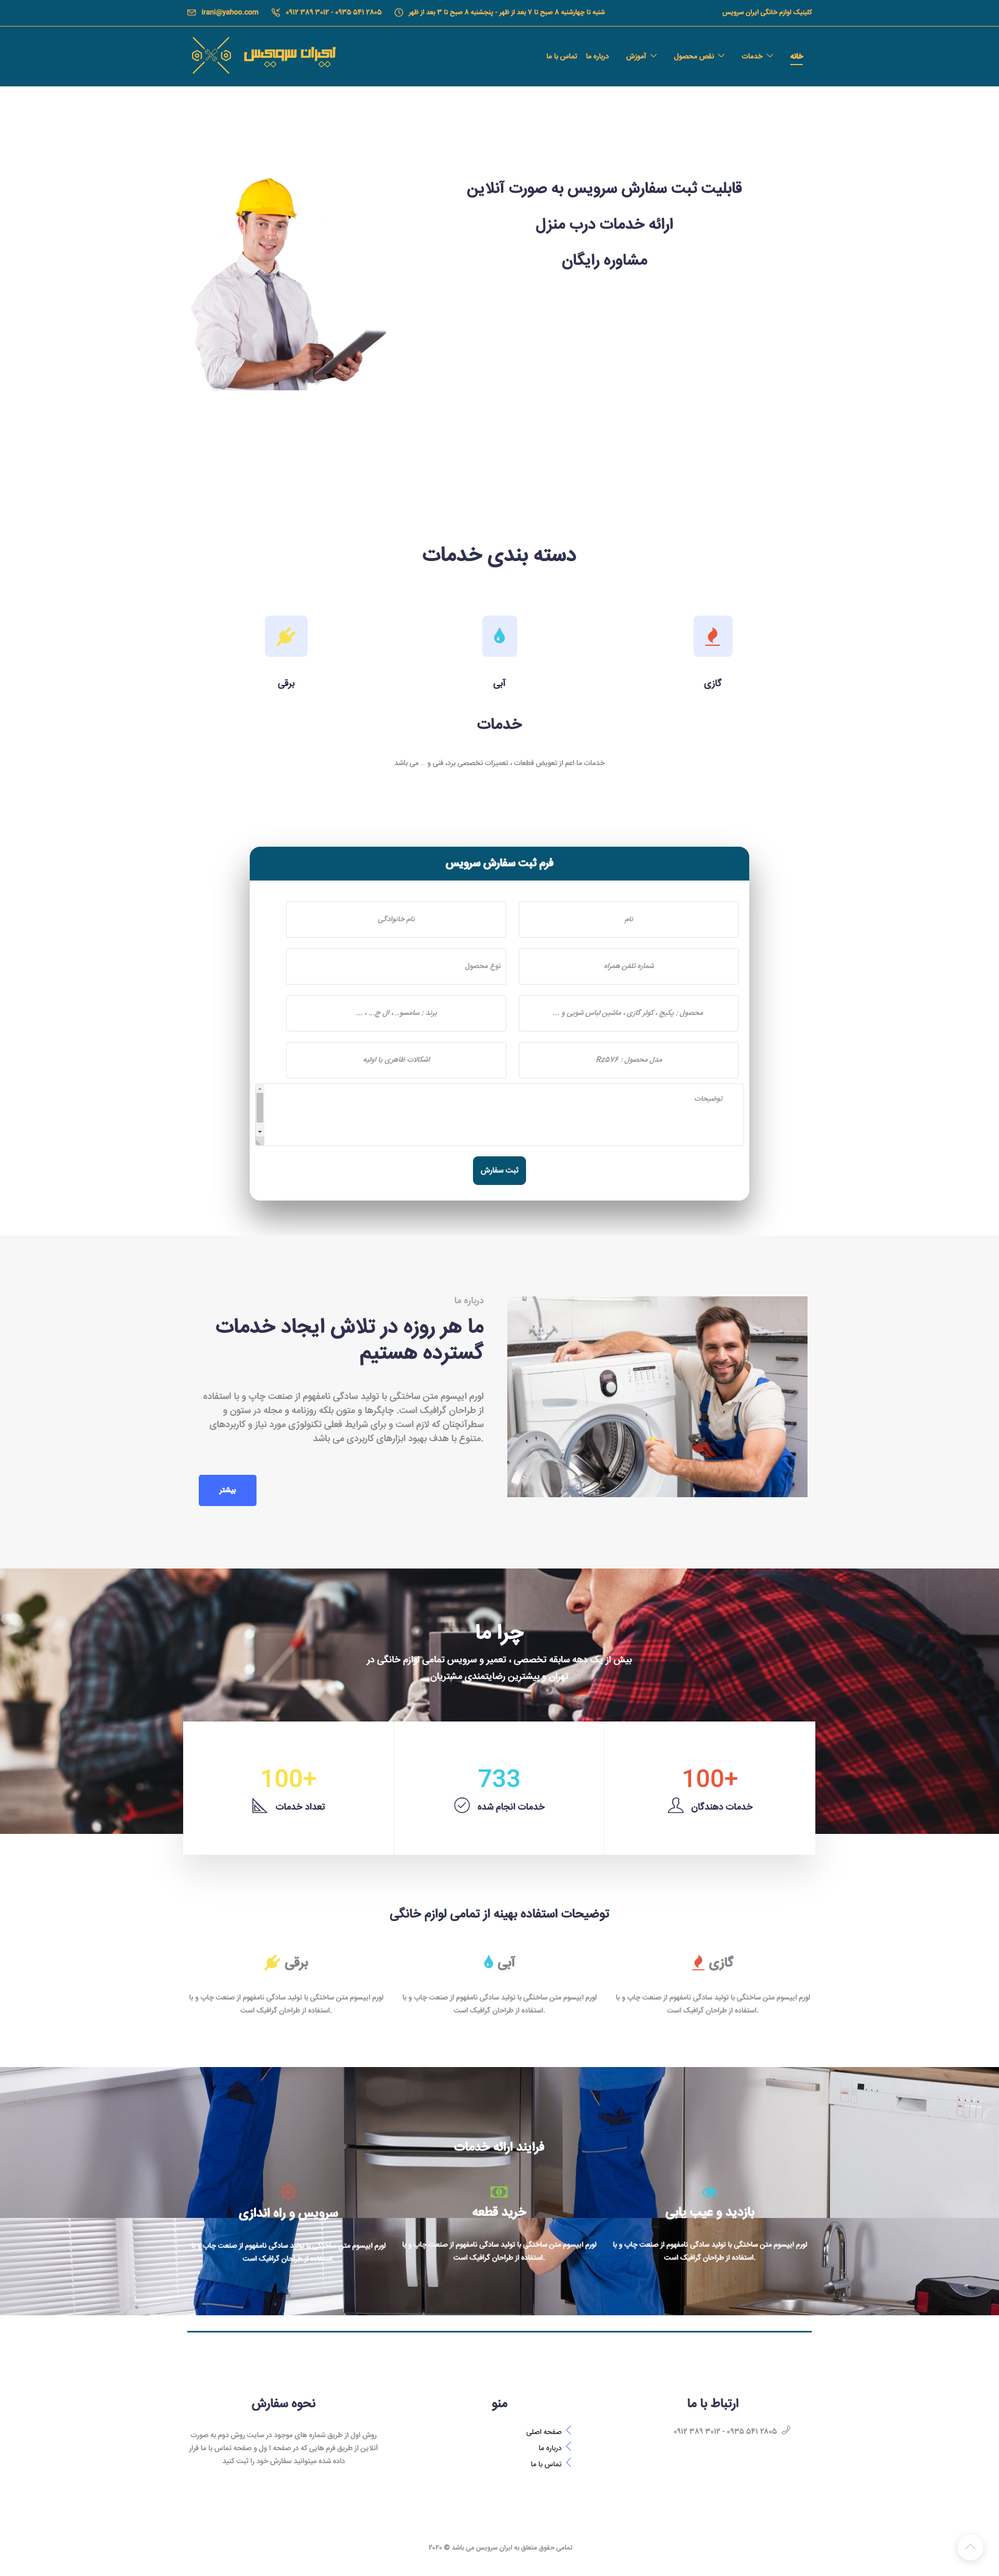 کلینیک لوازم خانگی ایران سرویس
شنبه تا چهارشنبه ۸ صبح تا ۷ بعد از ظهر - پنجشنبه ۸ صبح تا ۳ بعد از ظهر
۰۹۱۲ ۳۸۹ ۳۰۱۲ - ۰۹۳۵ ۵۴۱ ۲۸۰۵
irani@yahoo.com
خانه
خدمات
نقص محصول
آموزش
درباره ما
تماس با ما
ایران سرویس
قابلیت ثبت سفارش سرویس به صورت آنلاین
ارائه خدمات درب منزل
مشاوره رایگان
دسته بندی خدمات
گازی
آبی
برقی
خدمات
خدمات ما اعم از تعویض قطعات ، تعمیرات تخصصی برد، فنی و ... می باشد
فرم ثبت سفارش سرویس
نام
نام خانوادگی
شماره تلفن همراه
نوع محصول
محصول : پکیج ، کولر گازی ، ماشین لباس شویی و ...
برند : سامسو.. ، ال ج... ، ...
مدل محصول : Rz۵۷۶
اشکالات ظاهری یا اولیه
توضیحات
ثبت سفارش
درباره ما
ما هر روزه در تلاش ایجاد خدمات
گسترده هستیم
لورم ایپسوم متن ساختگی با تولید سادگی نامفهوم از صنعت چاپ و با استفاده
از طراحان گرافیک است. چاپگرها و متون بلکه روزنامه و مجله در ستون و
سطرآنچنان که لازم است و برای شرایط فعلی تکنولوژی مورد نیاز و کاربردهای
.متنوع با هدف بهبود ابزارهای کاربردی می باشد
بیشتر
چرا ما
بیش از یک دهه سابقه تخصصی ، تعمیر و سرویس تمامی لوازم خانگی در
تهران و بیشترین رضایتمندی مشتریان
100+
خدمات دهندگان
733
خدمات انجام شده
100+
تعداد خدمات
توضیحات استفاده بهینه از تمامی لوازم خانگی
گازی
لورم ایپسوم متن ساختگی با تولید سادگی نامفهوم از صنعت چاپ و با
.استفاده از طراحان گرافیک است
آبی
لورم ایپسوم متن ساختگی با تولید سادگی نامفهوم از صنعت چاپ و با
.استفاده از طراحان گرافیک است
برقی
لورم ایپسوم متن ساختگی با تولید سادگی نامفهوم از صنعت چاپ و با
.استفاده از طراحان گرافیک است
فرایند ارائه خدمات
بازدید و عیب یابی
لورم ایپسوم متن ساختگی با تولید سادگی نامفهوم از صنعت چاپ و با
.استفاده از طراحان گرافیک است
خرید قطعه
لورم ایپسوم متن ساختگی با تولید سادگی نامفهوم از صنعت چاپ و با
.استفاده از طراحان گرافیک است
سرویس و راه اندازی
لورم ایپسوم متن ساختگی با تولید سادگی نامفهوم از صنعت چاپ و با
.استفاده از طراحان گرافیک است
ارتباط با ما
۰۹۱۲ ۳۸۹ ۳۰۱۲ - ۰۹۳۵ ۵۴۱ ۲۸۰۵
منو
صفحه اصلی
درباره ما
تماس با ما
نحوه سفارش
روش اول از طریق شماره های موجود در سایت روش دوم به صورت
آنلاین از طریق فرم هایی که در صفحه ا ول و صفحه تماس با ما قرار
داده شده میتوانید سفارش خود را ثبت کنید
تمامی حقوق متعلق به ایران سرویس می باشد © ۲۰۲۰